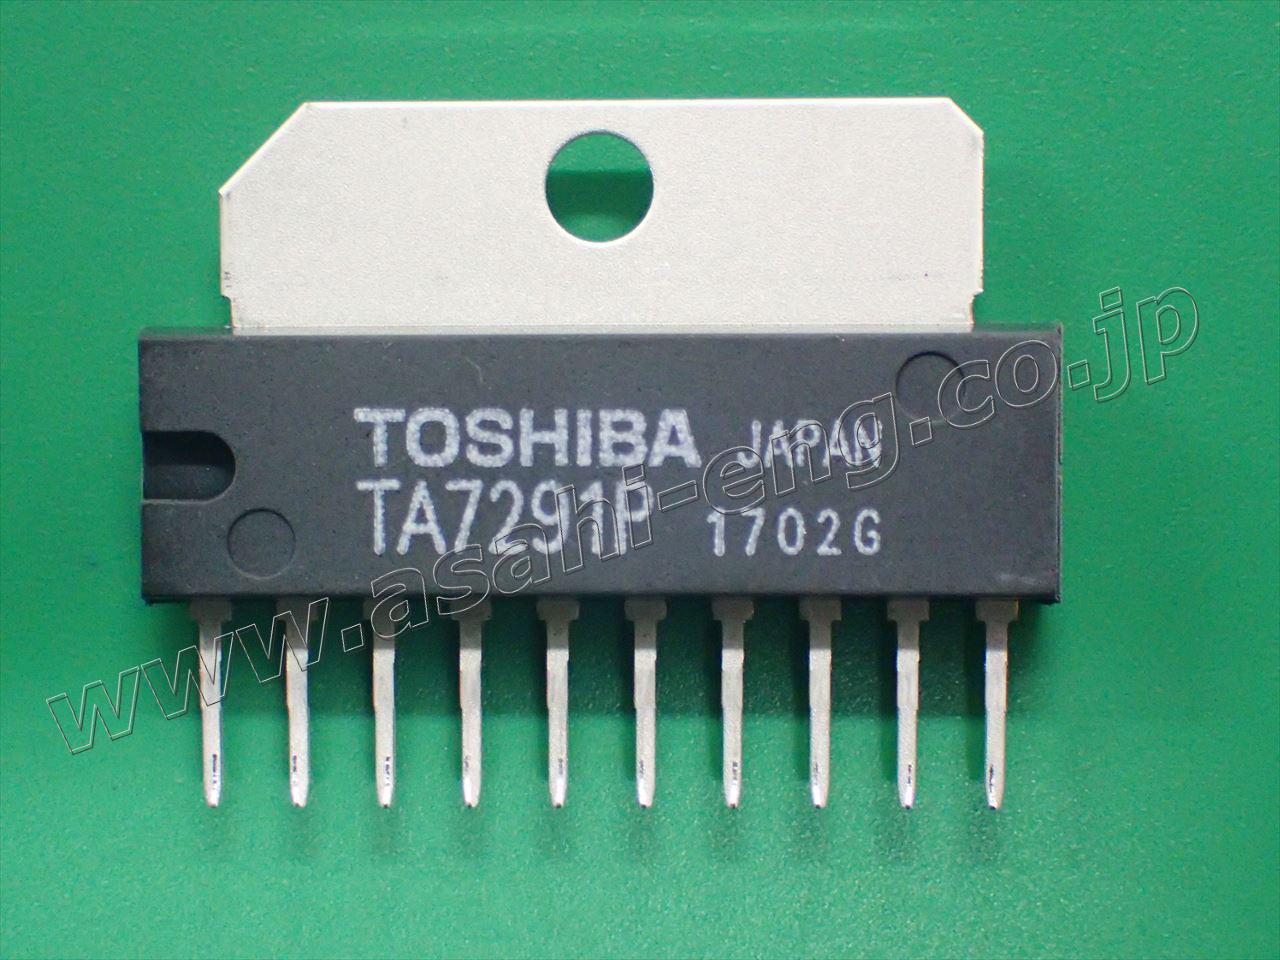 TOSHIBA JAPAN
TA7291P 1702G
www.asahi-eng.co.jp